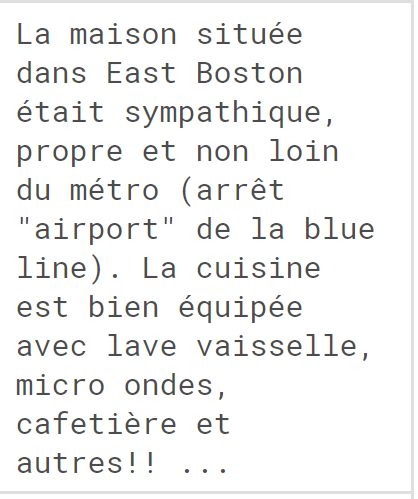 La maison située
dans East Boston
était sympathique,
propre et non loin
du métro (arrêt
"airport" de la blue
line). La cuisine
est bien équipée
avec lave vaisselle,
micro ondes,
cafetière et
autres!! ...